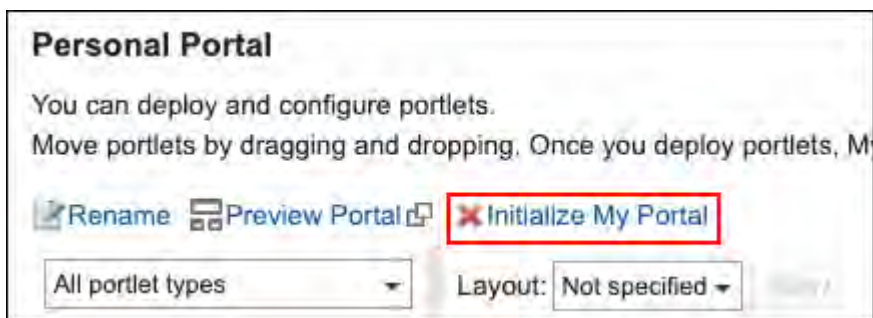 Personal Portal
You can deploy and configure portlets.
Move portlets by dragging and dropping. Once you deploy portlets, My
Rename Preview Portal Initialize My Portal
All portlet types Layout: Not specified